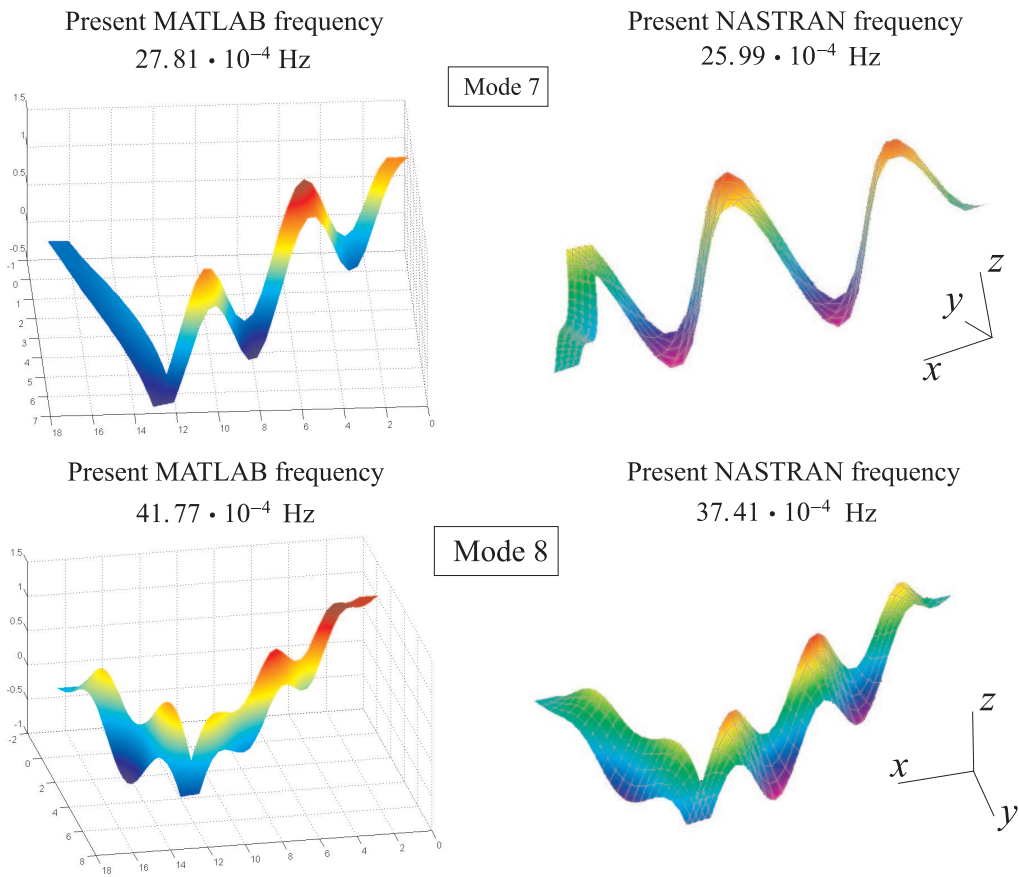 Present MATLAB frequency
27.81 • 10⁻⁴ Hz
Present NASTRAN frequency
25.99 • 10⁻⁴ Hz
Mode 7
1.5
1
0.5
0
-0.5
-1
0
1
2
3
4
5
6
7
18 16 14 12 10 8 6 4 2 0
z
y
x
Present MATLAB frequency
41.77 • 10⁻⁴ Hz
Present NASTRAN frequency
37.41 • 10⁻⁴ Hz
Mode 8
1.5
1
0.5
0
-0.5
-1
-2
0
2
4
6
8
18 16 14 12 10 8 6 4 2 0
z
x
y